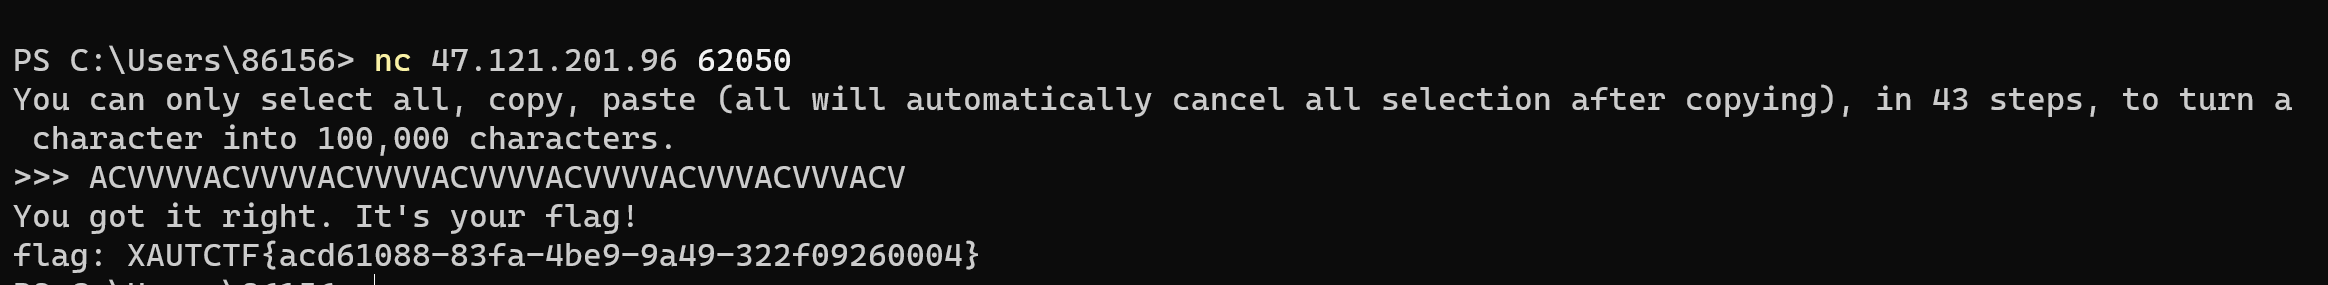 PS C:\Users\86156> nc 47.121.201.96 62050
You can only select all, copy, paste (all will automatically cancel all selection after copying), in 43 steps, to turn a
character into 100,000 characters.
>>> ACVVVVACVVVVACVVVVACVVVVACVVVVACVVVACVVVACV
You got it right. It's your flag!
flag: XAUTCTF{acd61088-83fa-4be9-9a49-322f09260004}